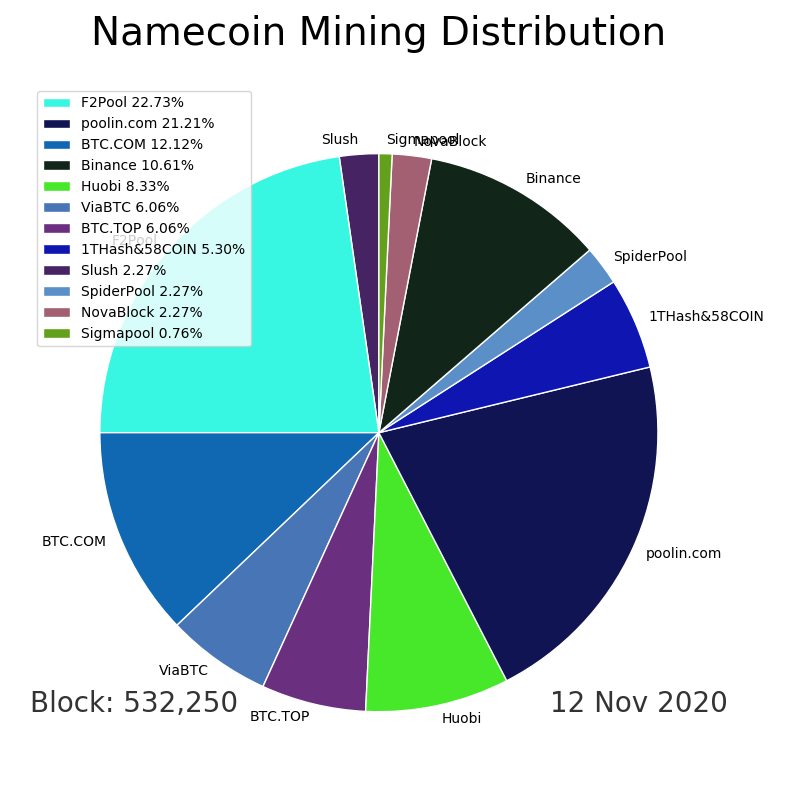 Namecoin Mining Distribution
F2Pool 22.73%
poolin.com 21.21%
BTC.COM 12.12%
Binance 10.61%
Huobi 8.33%
ViaBTC 6.06%
BTC.TOP 6.06%
1THash&58COIN 5.30%
Slush 2.27%
SpiderPool 2.27%
NovaBlock 2.27%
Sigmapool 0.76%
Slush
Sigmapool
NovaBlock
Binance
F2Pool
SpiderPool
1THash&58COIN
BTC.COM
poolin.com
ViaBTC
BTC.TOP
Huobi
Block: 532,250
12 Nov 2020